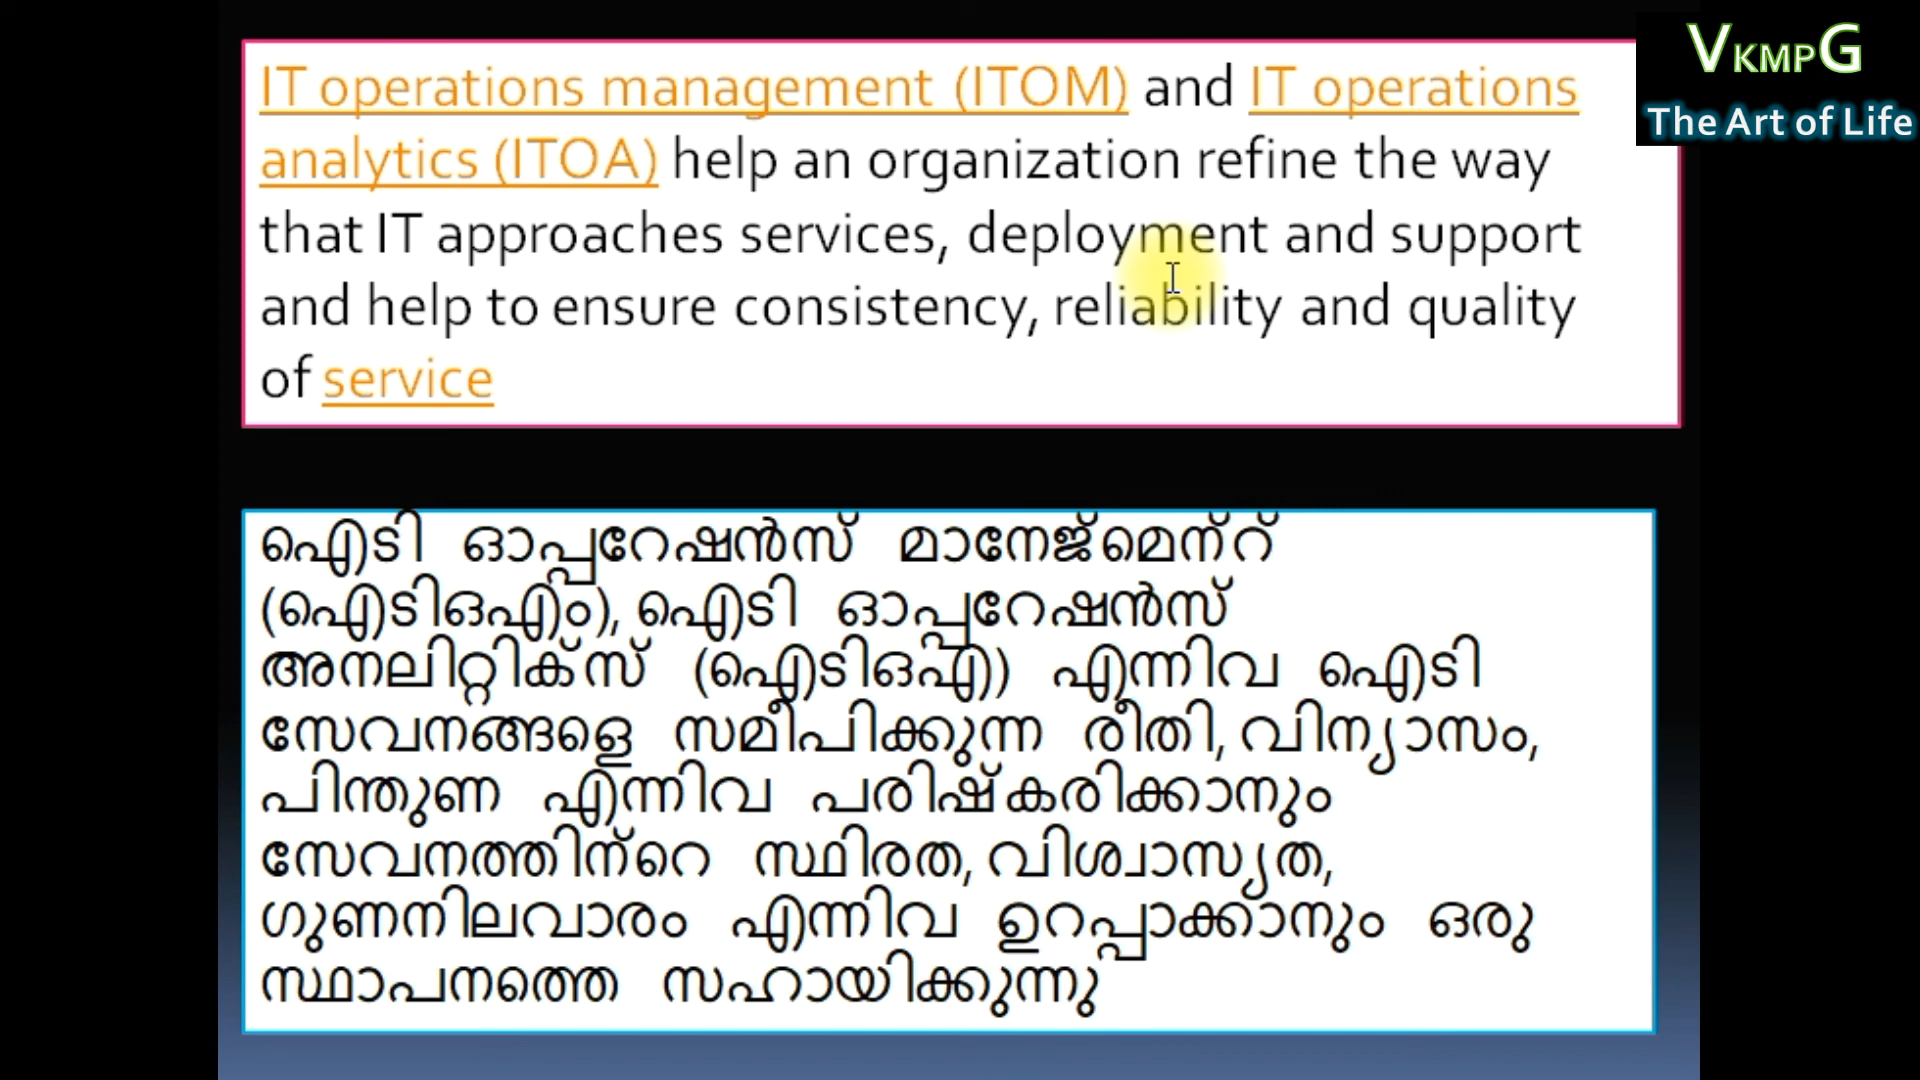 VKMPG
The Art of Life
IT operations management (ITOM) and IT operations
analytics (ITOA) help an organization refine the way
that IT approaches services, deployment and support
and help to ensure consistency, reliability and quality
of service
ഐടി ഓപ്പറേഷൻസ് മാനേജ്മെന്റ്
(ഐടിഒഎം), ഐടി ഓപ്പറേഷൻസ്
അനലിറ്റിക്സ് (ഐടിഒഎ) എന്നിവ ഐടി
സേവനങ്ങളെ സമീപിക്കുന്ന രീതി, വിന്യാസം,
പിന്തുണ എന്നിവ പരിഷ്കരിക്കാനും
സേവനത്തിന്റെ സ്ഥിരത, വിശ്വാസ്യത,
ഗുണനിലവാരം എന്നിവ ഉറപ്പാക്കാനും ഒരു
സ്ഥാപനത്തെ സഹായിക്കുന്നു